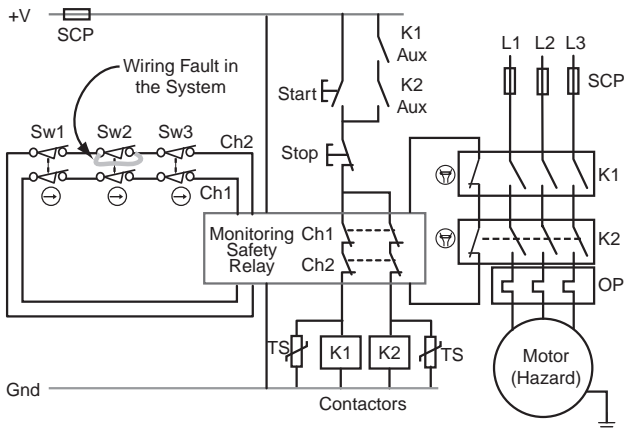 +V
SCP
Wiring Fault in
the System
Sw1
Sw2
Sw3
Ch2
Ch1
Start
Stop
K1
Aux
K2
Aux
L1
L2
L3
SCP
K1
K2
OP
Monitoring
Safety
Relay
Ch1
Ch2
TS
K1
K2
TS
Motor
(Hazard)
Gnd
Contactors